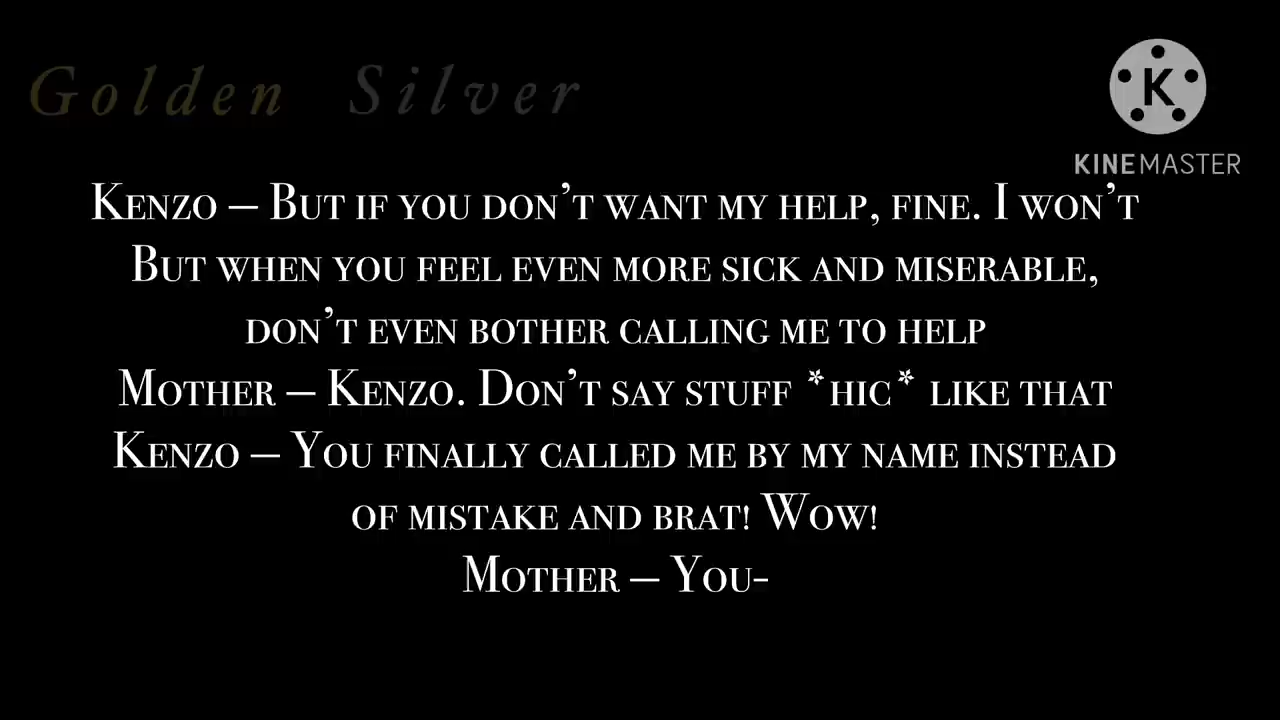 Golden Silver
K
KINEMASTER
Kenzo – But if you don't want my help, fine. I won't
But when you feel even more sick and miserable,
don't even bother calling me to help
Mother – Kenzo. Don't say stuff *hic* like that
Kenzo – You finally called me by my name instead
of mistake and brat! Wow!
Mother – You-